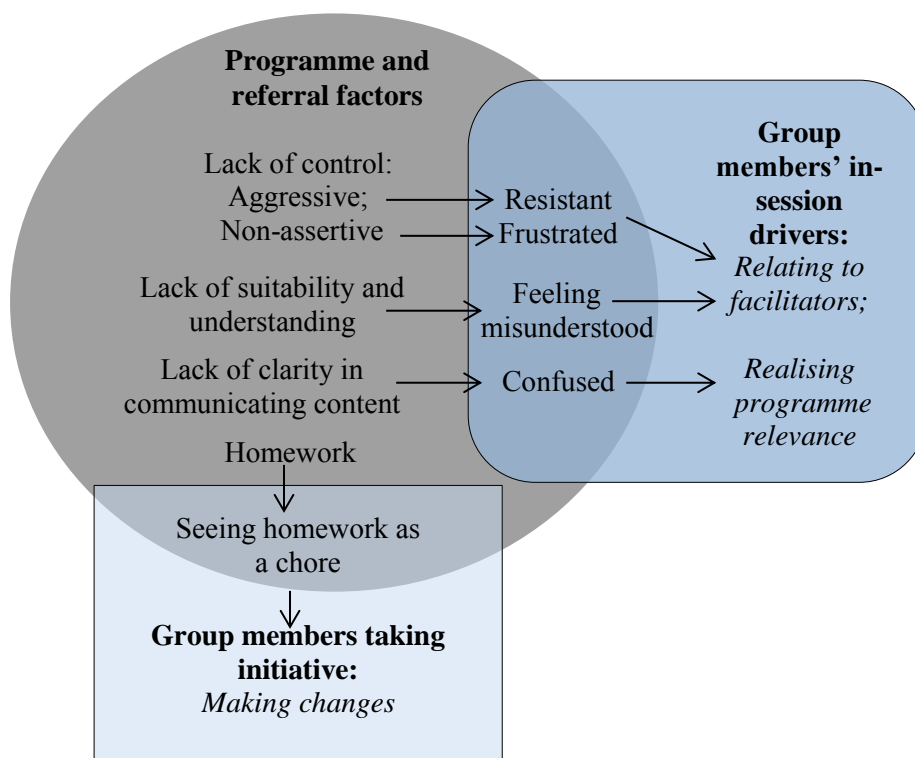 Programme and
referral factors
Lack of control:
Aggressive;
Non-assertive
Lack of suitability and
understanding
Lack of clarity in
communicating content
Homework
Resistant
Frustrated
Feeling
misunderstood
Confused
Group
members’ in-
session
drivers:
Relating to
facilitators;
Realising
programme
relevance
Seeing homework as
a chore
Group members taking
initiative:
Making changes